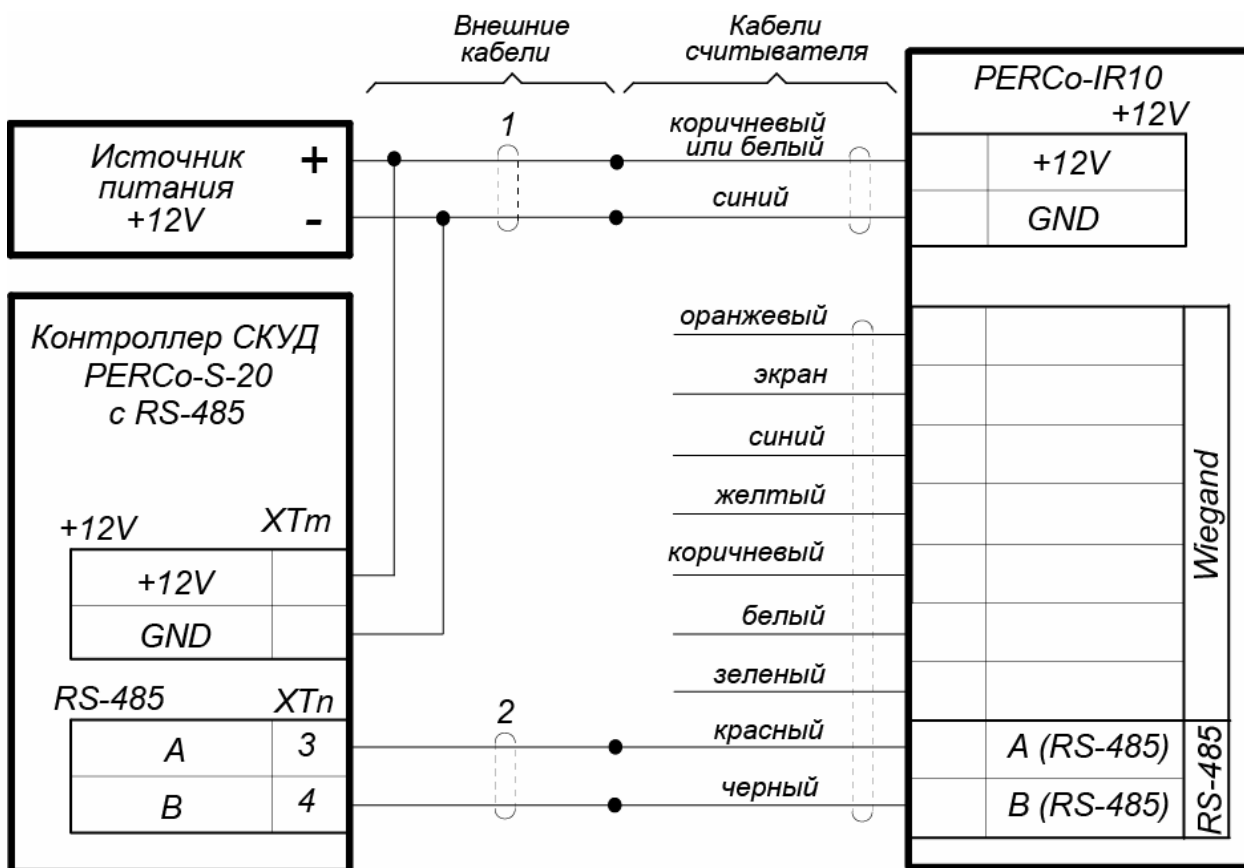 Внешние
кабели
Кабели
считывателя
PERCo-IR10
+12V
1
коричневый
или белый
Источник
питания
+12V
+
-
синий
+12V
GND
оранжевый
экран
синий
желтый
коричневый
белый
зеленый
Wiegand
Контроллер СКУД
PERCo-S-20
с RS-485
+12V
XTm
+12V
GND
RS-485
XTn
A
3
B
4
2
красный
черный
A (RS-485)
B (RS-485)
RS-485